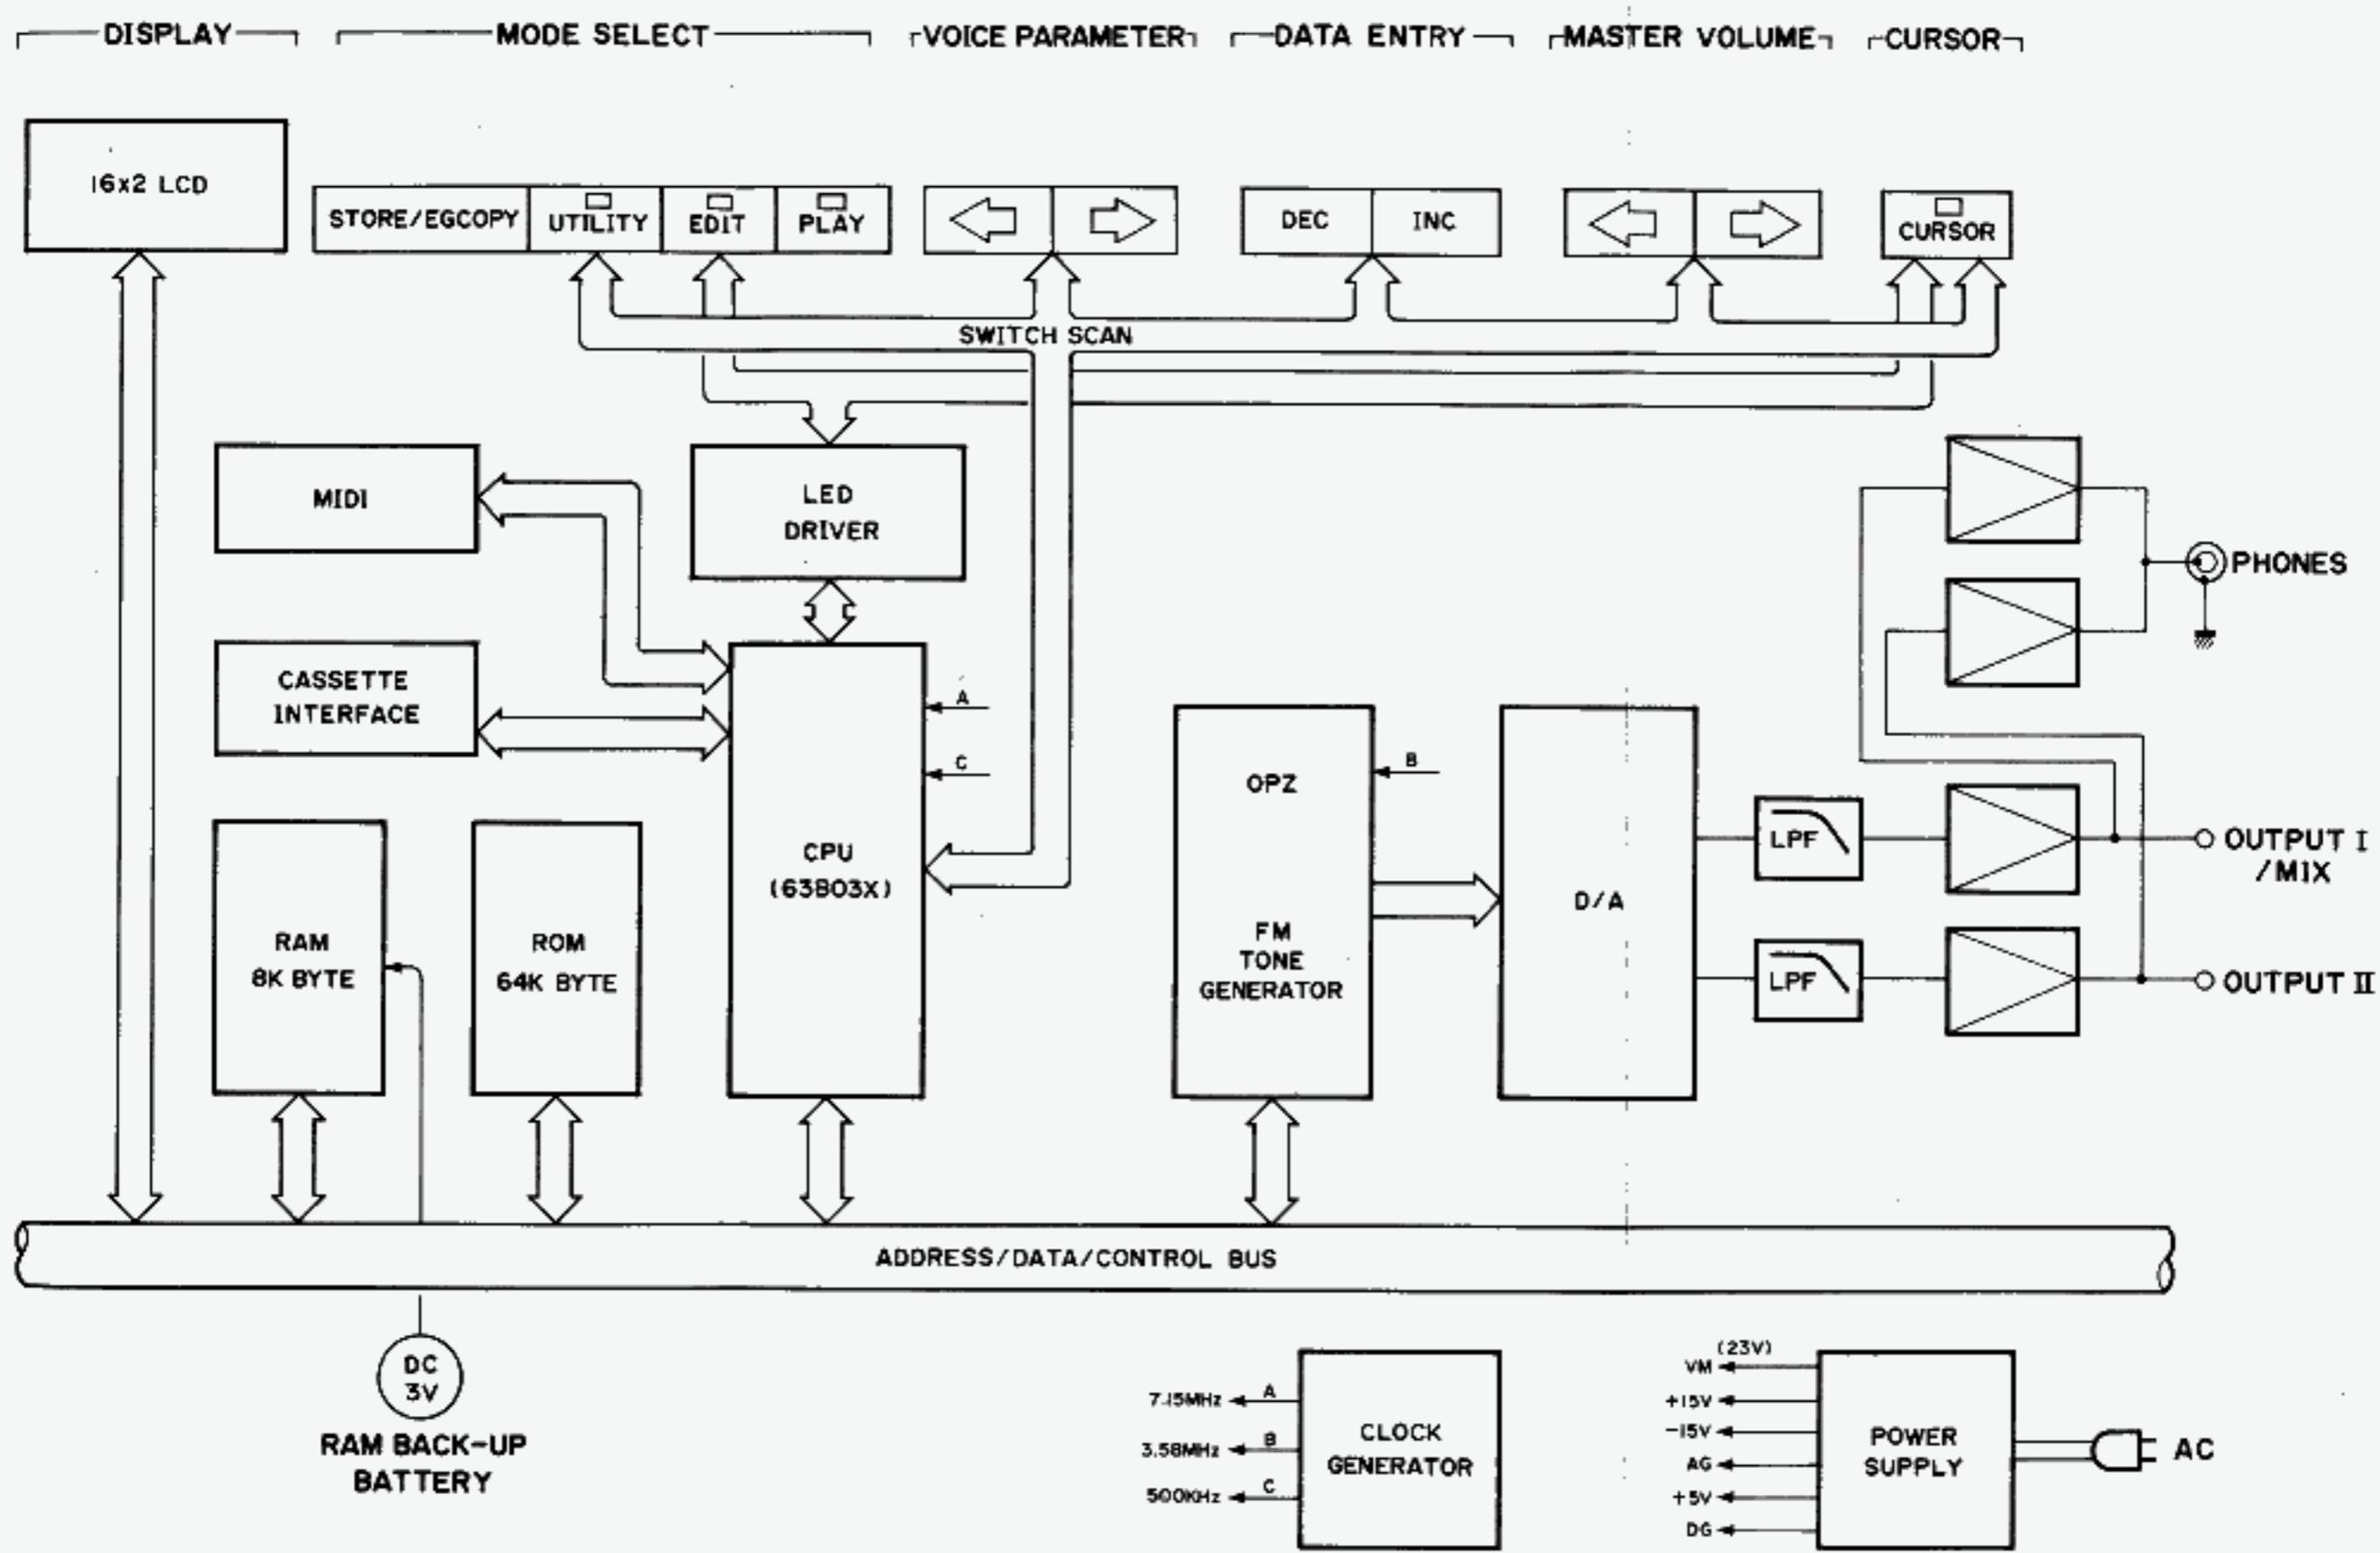 DISPLAY
MODE SELECT
VOICE PARAMETER
DATA ENTRY
MASTER VOLUME
CURSOR
16x2 LCD
STORE/EGCOPY
UTILITY
EDIT
PLAY
DEC
INC
CURSOR
SWITCH SCAN
MIDI
LED
DRIVER
PHONES
CASSETTE
INTERFACE
A
C
CPU
(63B03X)
OPZ
B
FM
TONE
GENERATOR
D/A
LPF
OUTPUT I
/MIX
LPF
OUTPUT II
RAM
8K BYTE
ROM
64K BYTE
ADDRESS/DATA/CONTROL BUS
DC
3V
RAM BACK-UP
BATTERY
7.15MHz
A
3.58MHz
B
500KHz
C
CLOCK
GENERATOR
(23V)
VM
+15V
-15V
AG
+5V
DG
POWER
SUPPLY
AC